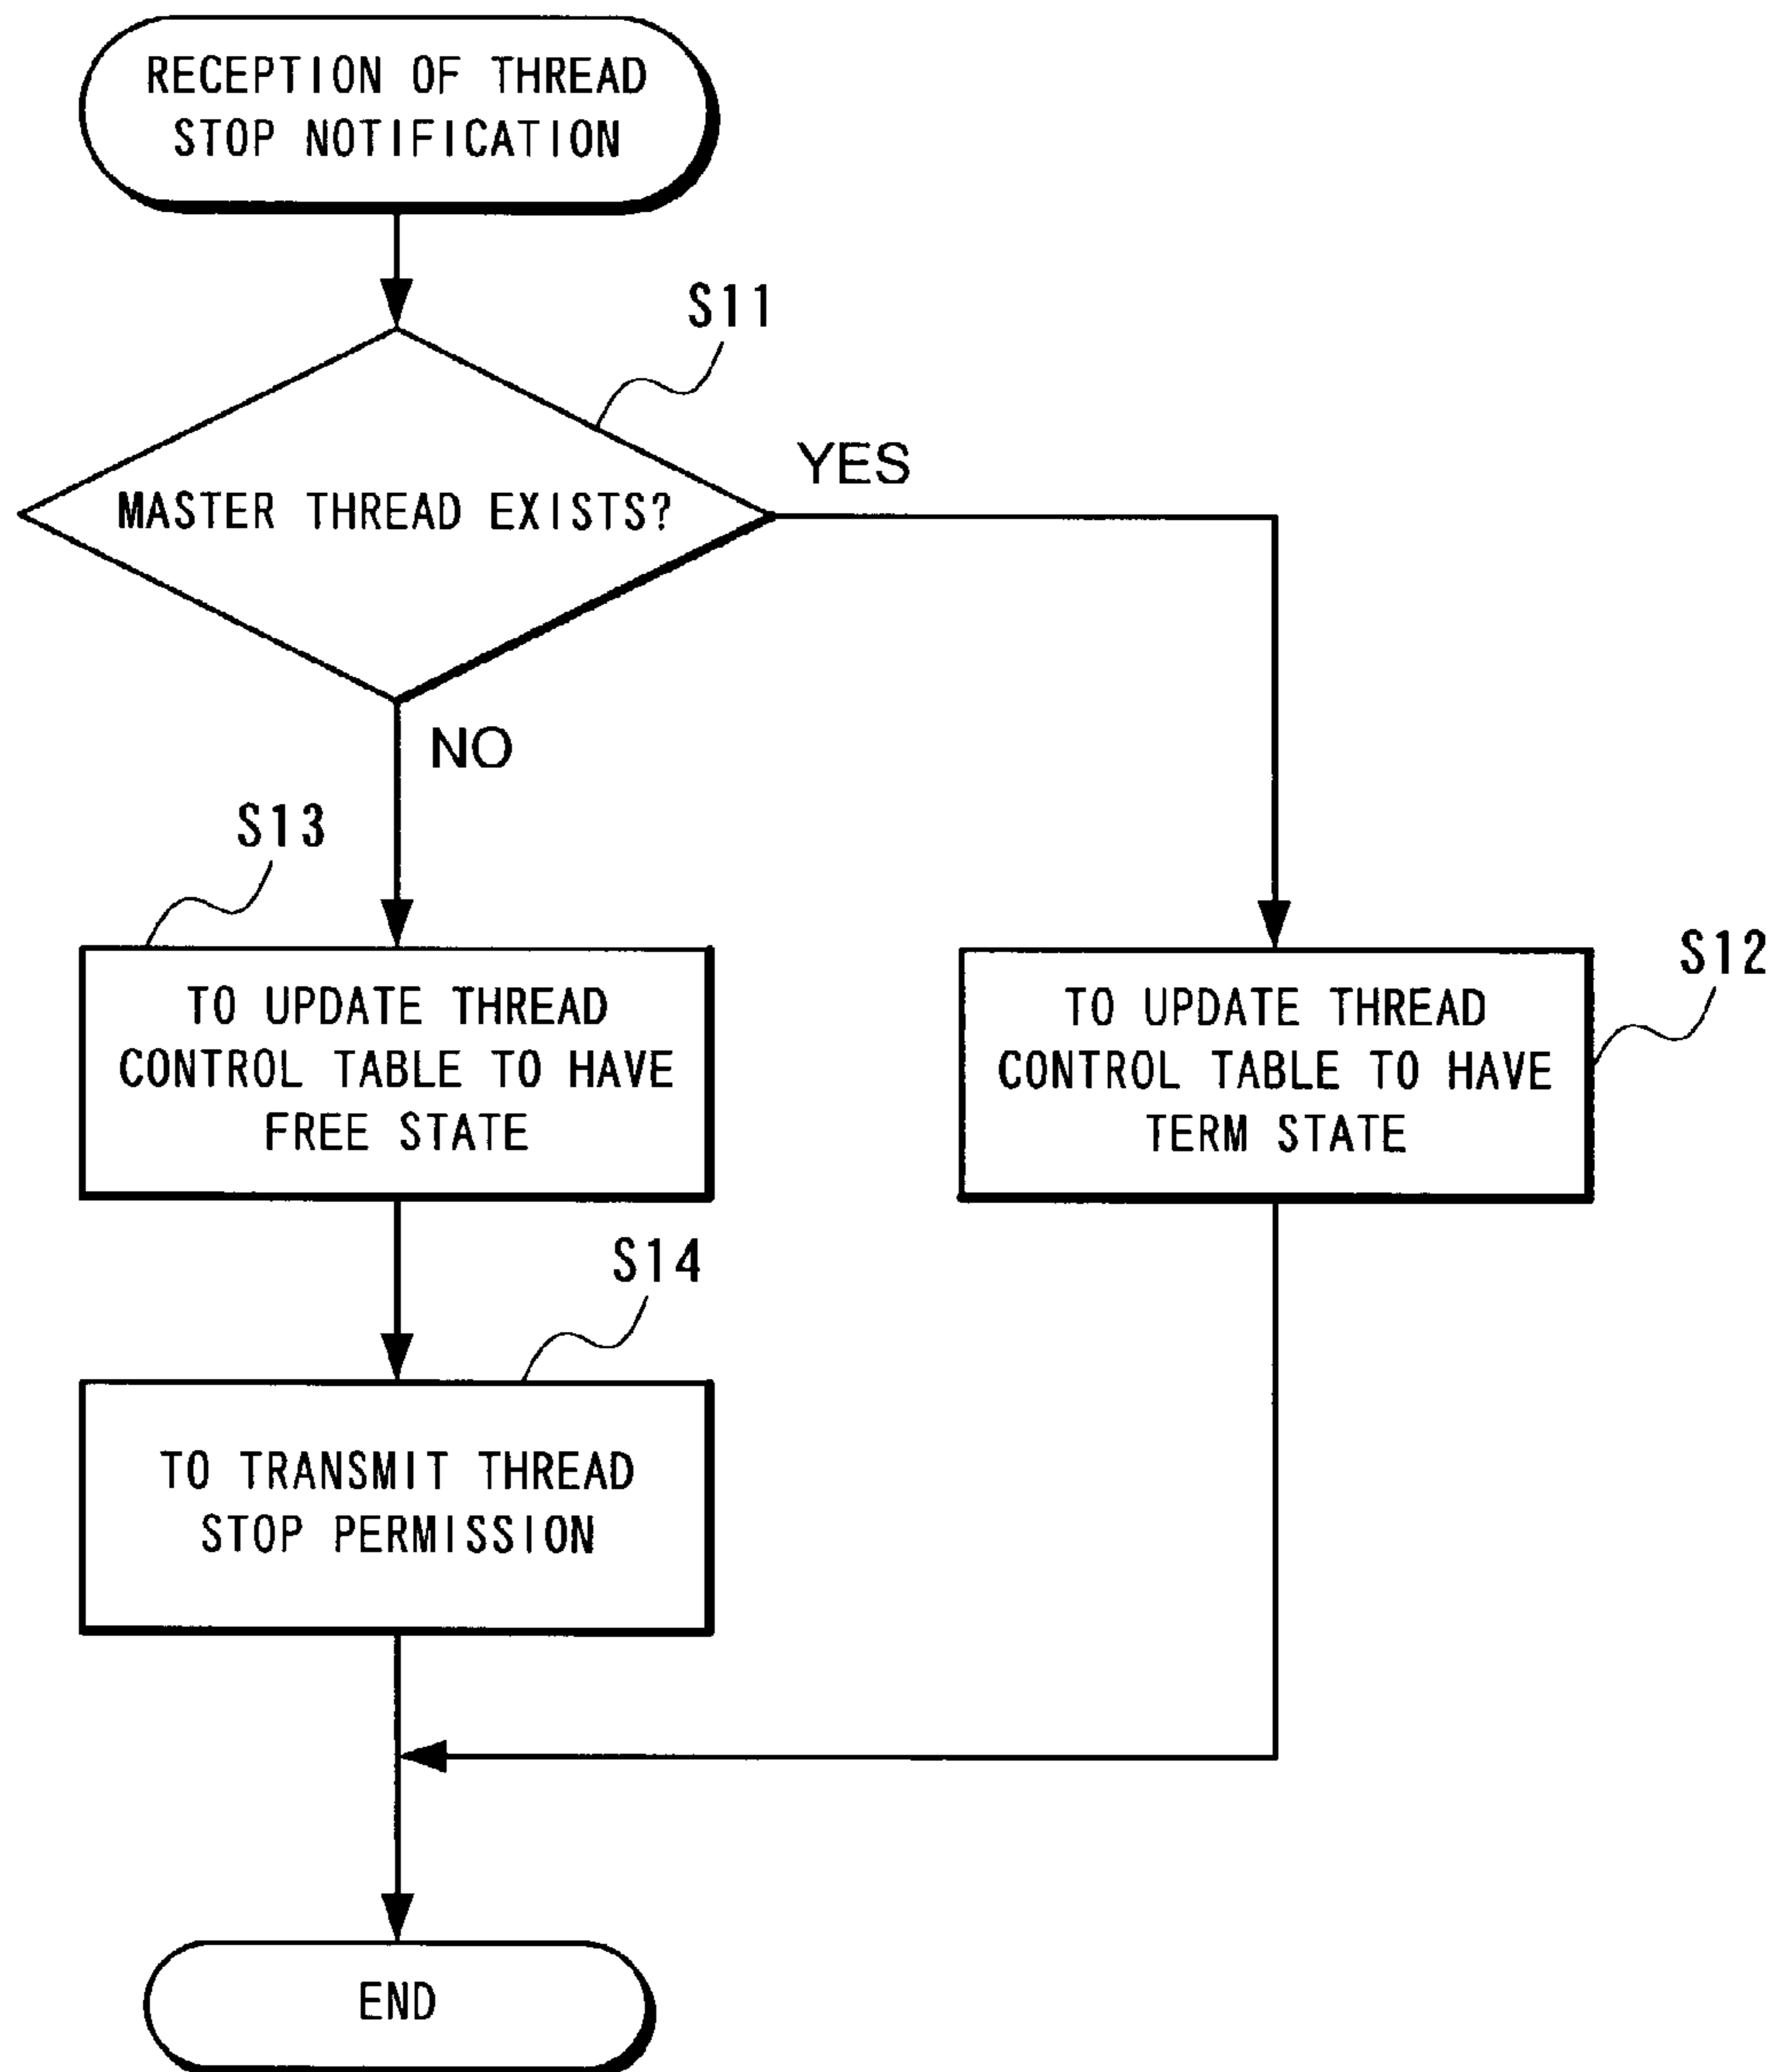 RECEPTION OF THREAD
STOP NOTIFICATION
S11
MASTER THREAD EXISTS?
YES
NO
S13
TO UPDATE THREAD
CONTROL TABLE TO HAVE
FREE STATE
S12
TO UPDATE THREAD
CONTROL TABLE TO HAVE
TERM STATE
S14
TO TRANSMIT THREAD
STOP PERMISSION
END